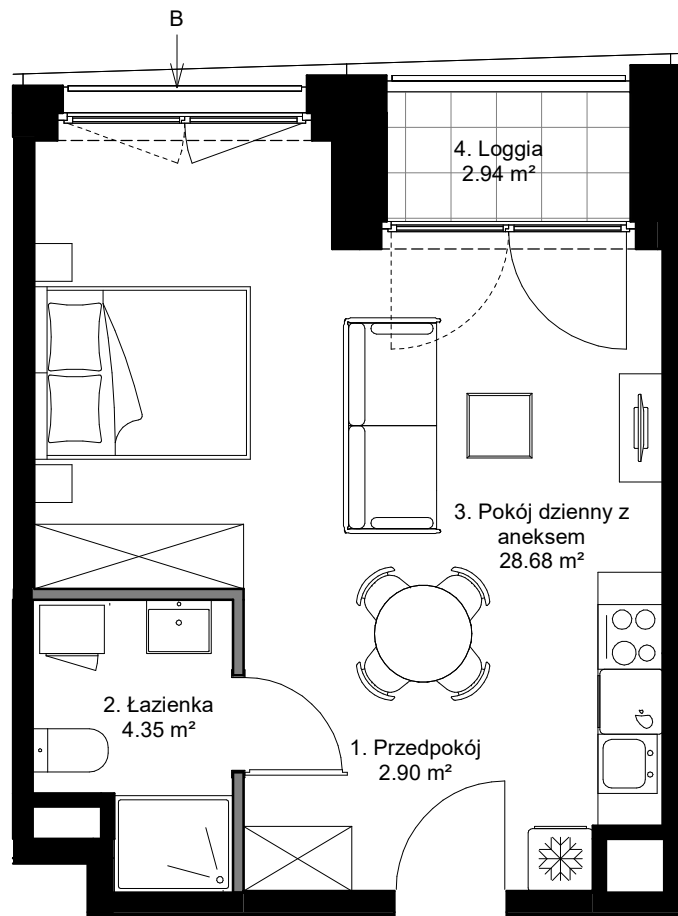 B
4. Loggia
2.94 m²
3. Pokój dzienny z
aneksem
28.68 m²
2. Łazienka
4.35 m²
1. Przedpokój
2.90 m²